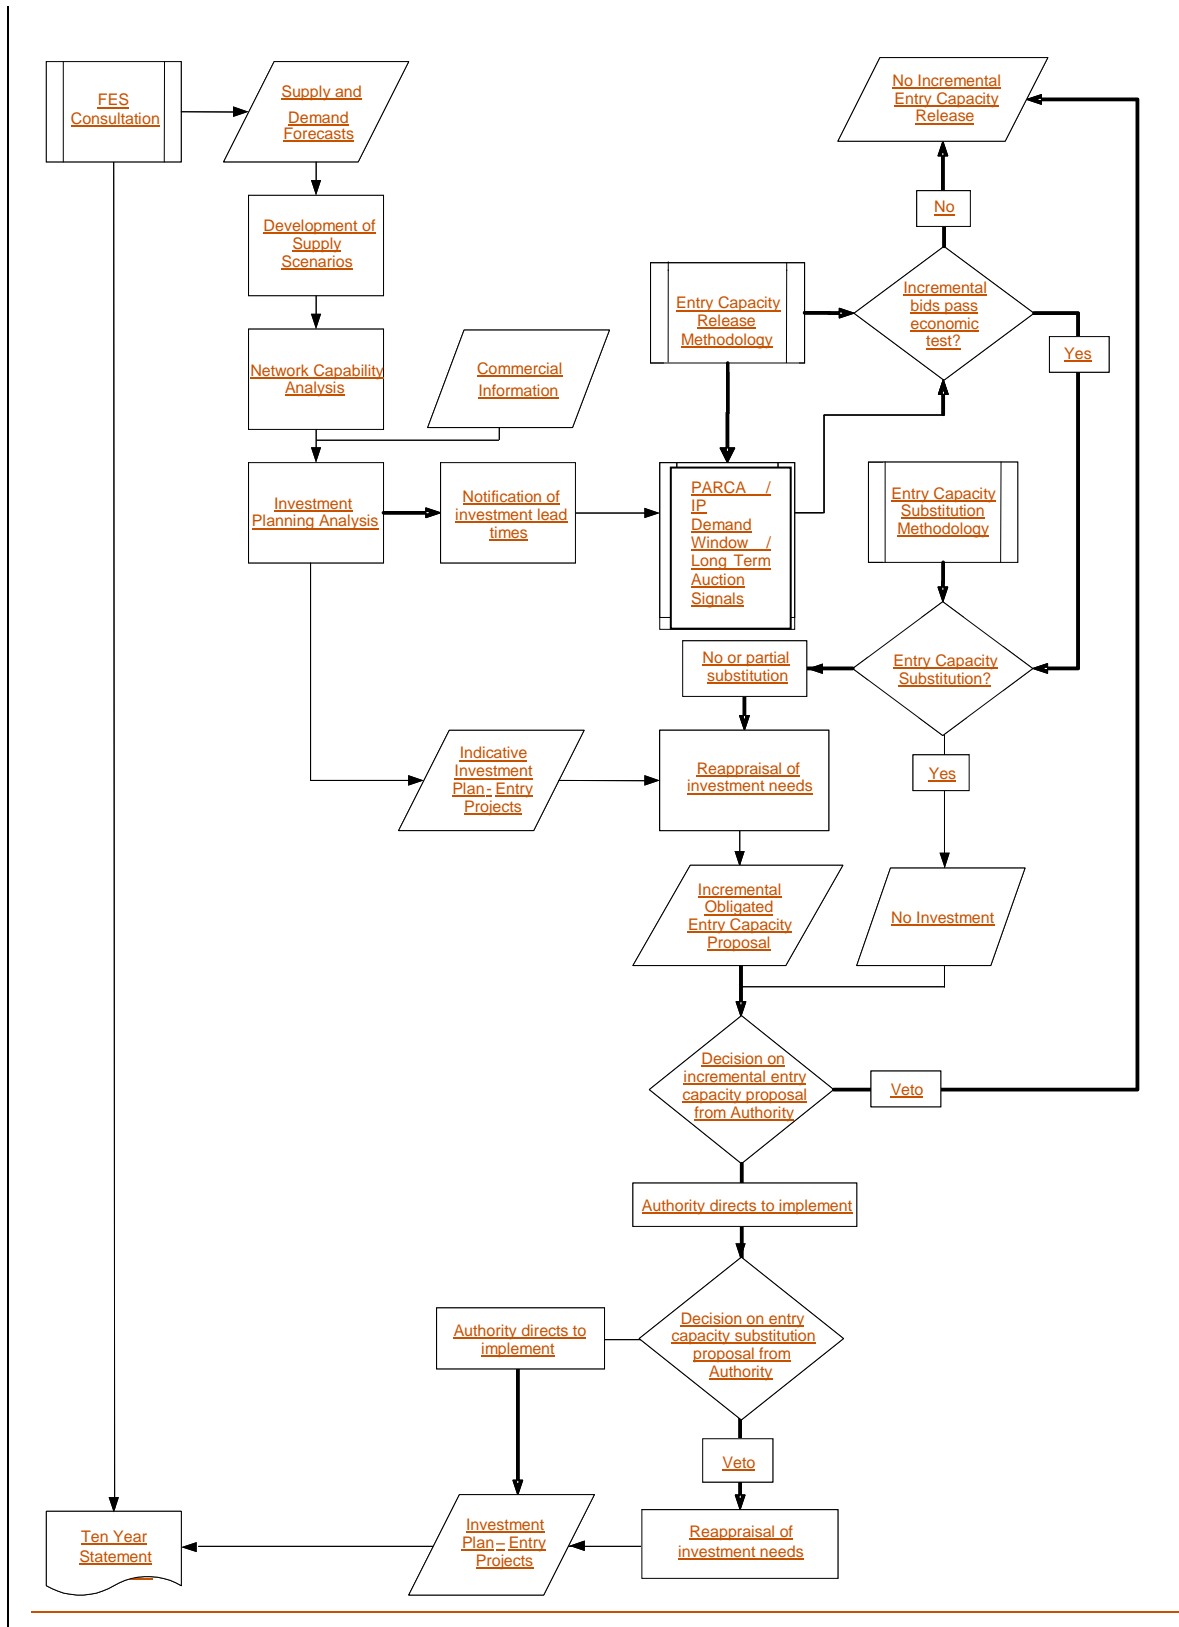 FES
Consultation
Supply and
Demand
Forecasts
No Incremental
Entry Capacity
Release
No
Development of
Supply
Scenarios
Incremental
bids pass
economic
test?
Entry Capacity
Release
Methodology
Yes
Network Capability
Analysis
Commercial
Information
Investment
Planning Analysis
Notification of
investment lead
times
PARCA /
IP
Demand
Window /
Long Term
Auction
Signals
Entry Capacity
Substitution
Methodology
No or partial
substitution
Entry Capacity
Substitution?
Indicative
Investment
Plan - Entry
Projects
Reappraisal of
investment needs
Yes
Incremental
Obligated
Entry Capacity
Proposal
No Investment
Decision on
incremental entry
capacity proposal
from Authority
Veto
Authority directs to implement
Authority directs to
implement
Decision on entry
capacity substitution
proposal from
Authority
Veto
Ten Year
Statement
Investment
Plan – Entry
Projects
Reappraisal of
investment needs